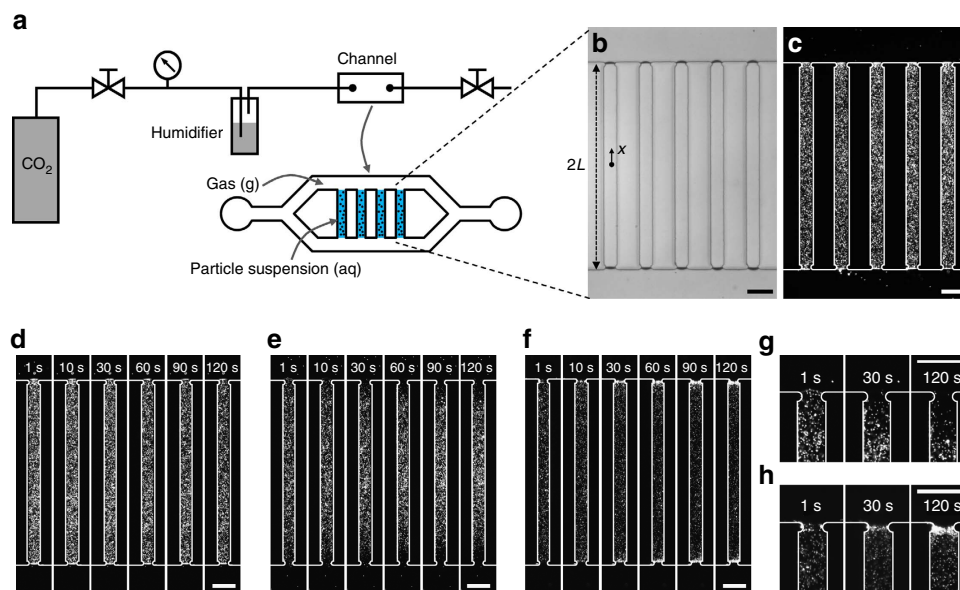 a
Channel
Humidifier
CO2
Gas (g)
Particle suspension (aq)
b
2L
x
c
d
1 s 10 s 30 s 60 s 90 s 120 s
e
1 s 10 s 30 s 60 s 90 s 120 s
f
1 s 10 s 30 s 60 s 90 s 120 s
g
1 s 30 s 120 s
h
1 s 30 s 120 s